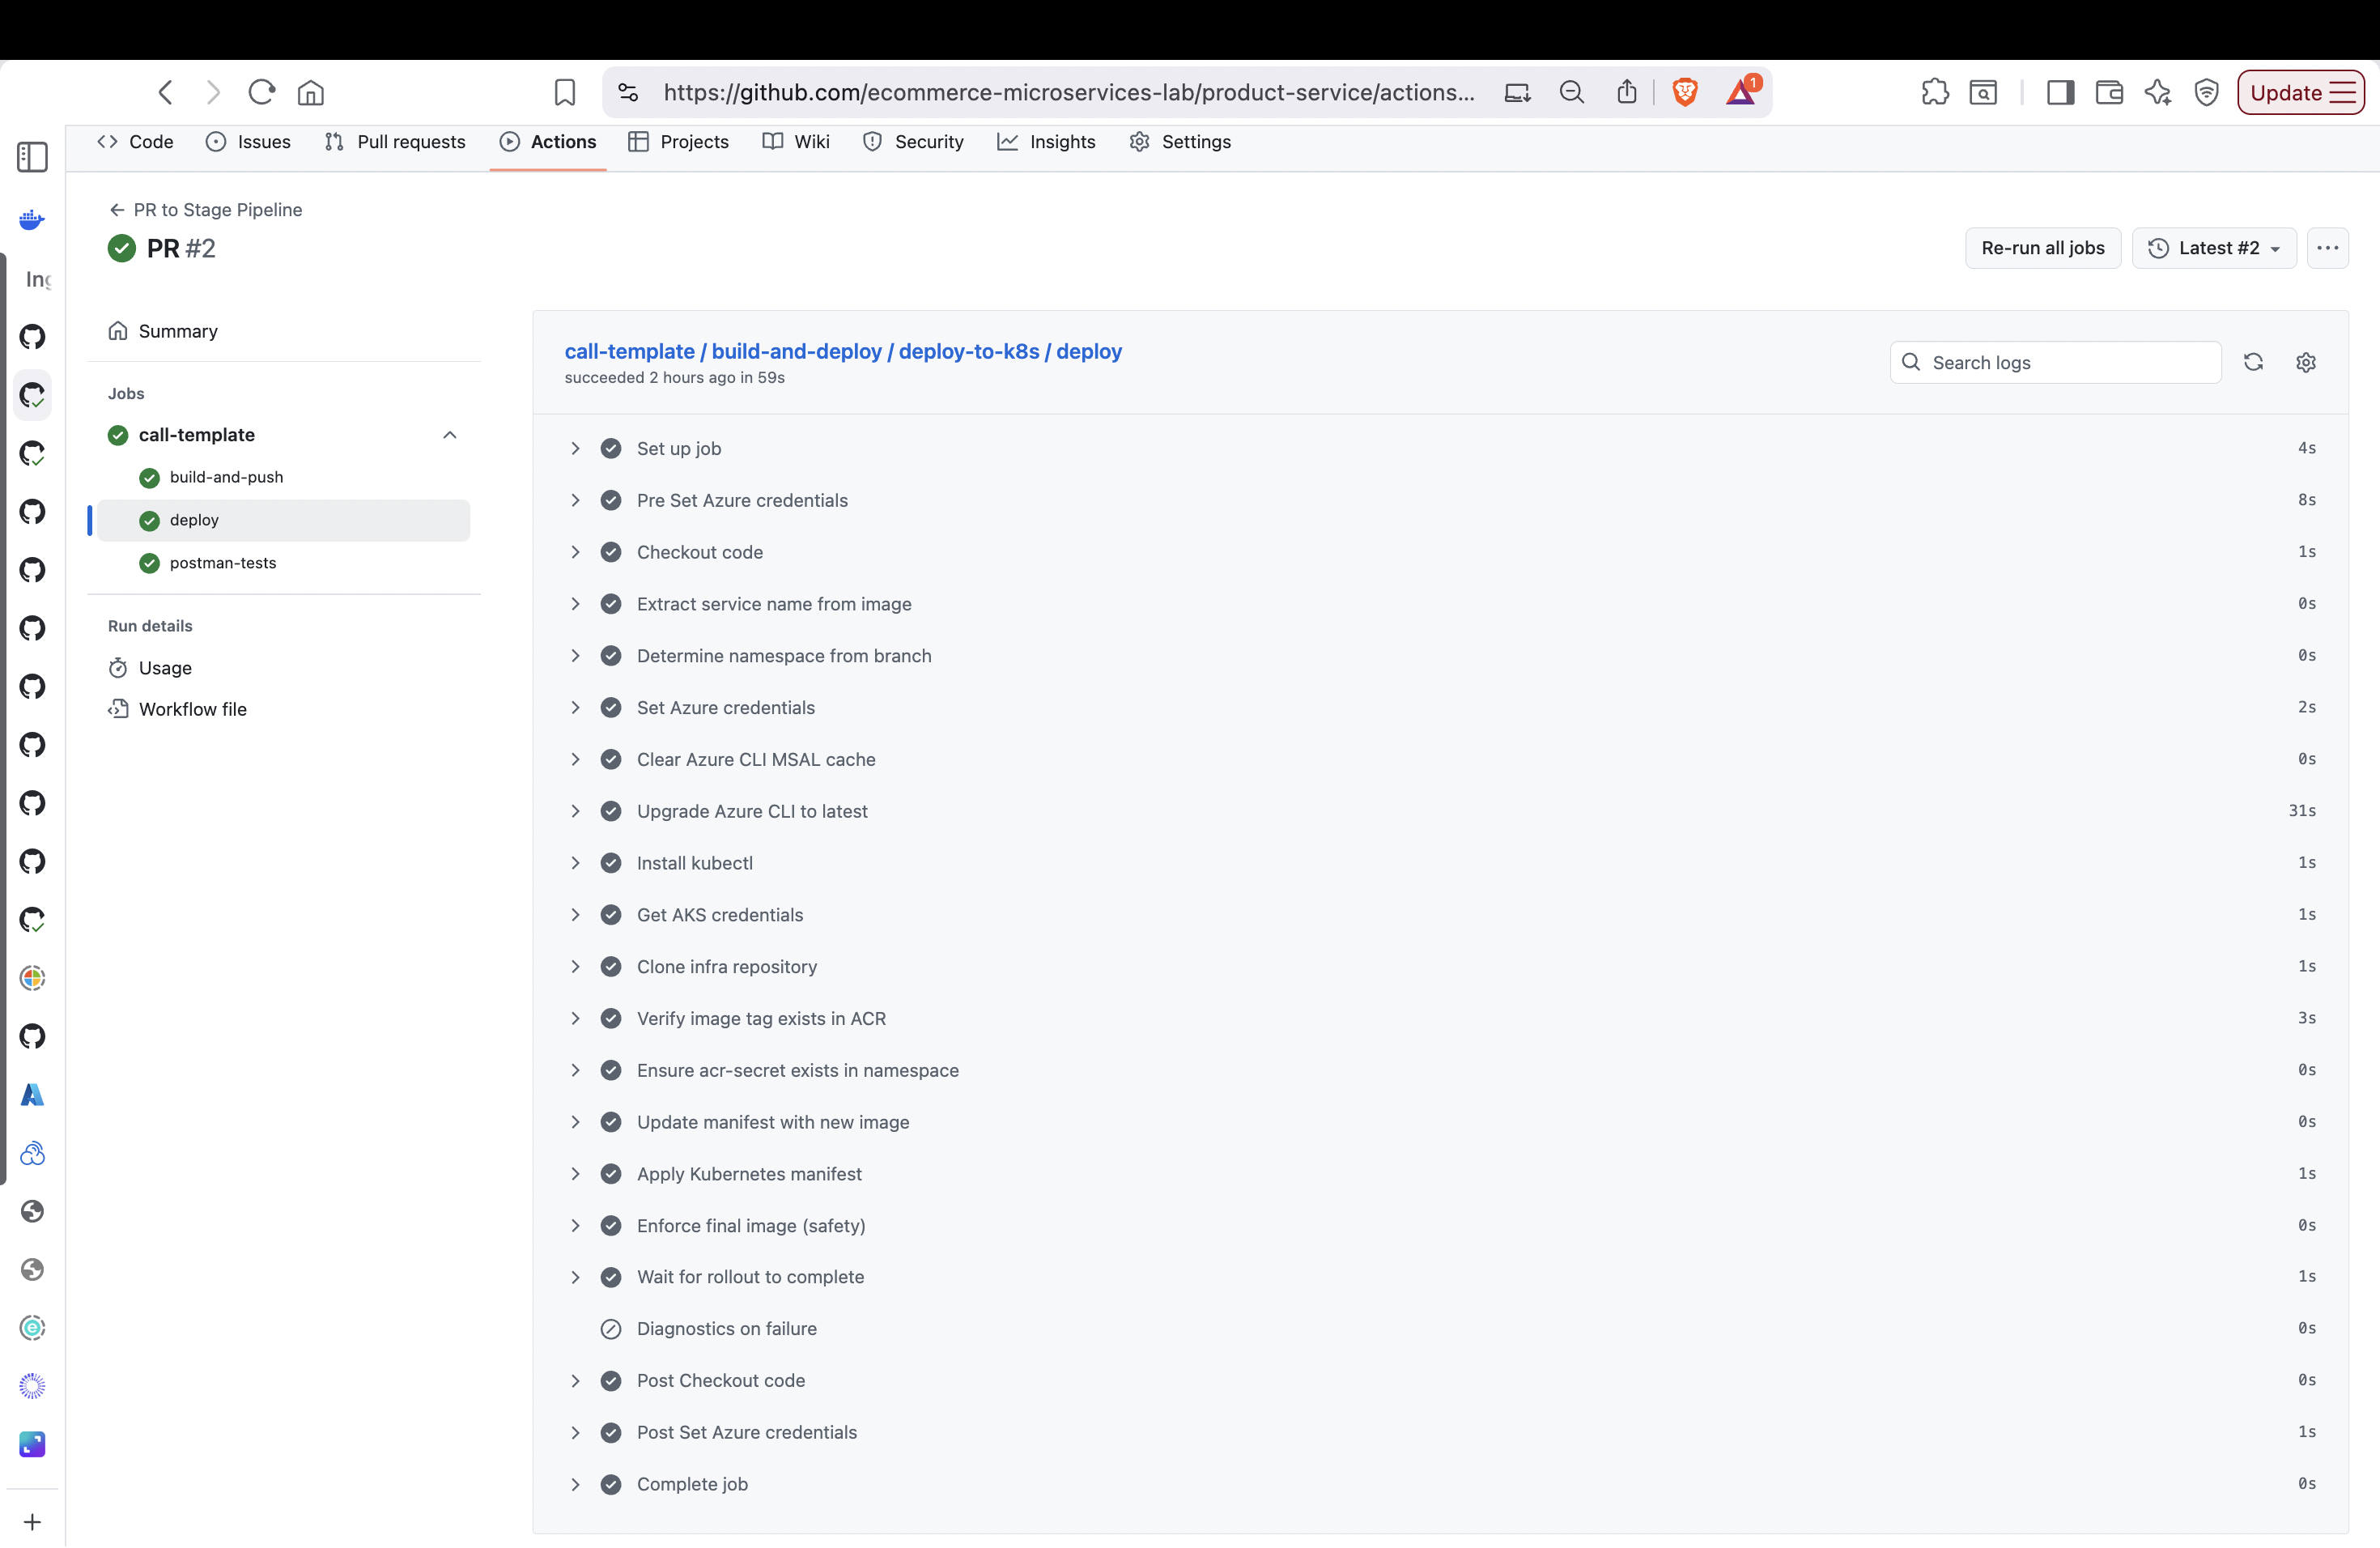 https://github.com/ecommerce-microservices-lab/product-service/actions...
1
Update
Code
Issues
Pull requests
Actions
Projects
Wiki
Security
Insights
Settings
PR to Stage Pipeline
PR #2
Re-run all jobs
Latest #2
Summary
Jobs
call-template
build-and-push
deploy
postman-tests
Run details
Usage
Workflow file
call-template / build-and-deploy / deploy-to-k8s / deploy
succeeded 2 hours ago in 59s
Search logs
Set up job 4s
Pre Set Azure credentials 8s
Checkout code 1s
Extract service name from image 0s
Determine namespace from branch 0s
Set Azure credentials 2s
Clear Azure CLI MSAL cache 0s
Upgrade Azure CLI to latest 31s
Install kubectl 1s
Get AKS credentials 1s
Clone infra repository 1s
Verify image tag exists in ACR 3s
Ensure acr-secret exists in namespace 0s
Update manifest with new image 0s
Apply Kubernetes manifest 1s
Enforce final image (safety) 0s
Wait for rollout to complete 1s
Diagnostics on failure 0s
Post Checkout code 0s
Post Set Azure credentials 1s
Complete job 0s